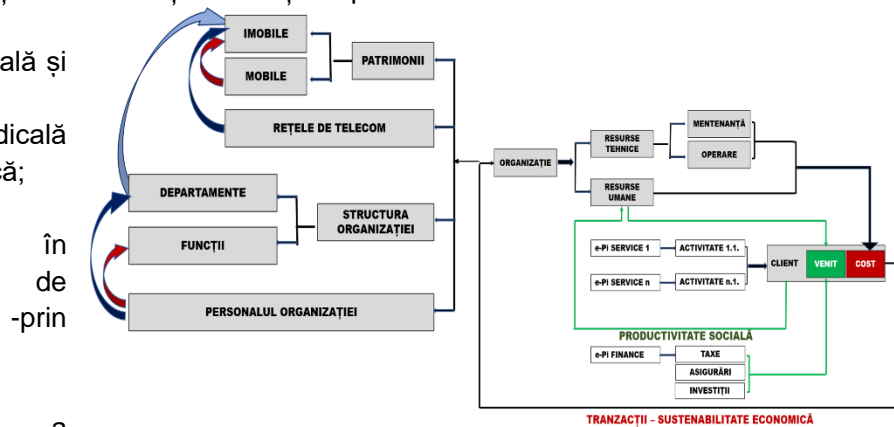 ală și
dicală
că;
în
de
-prin
IMOBILE
MOBILE
PATRIMONII
REȚELE DE TELECOM
DEPARTAMENTE
FUNCȚII
STRUCTURA
ORGANIZAȚIEI
PERSONALUL ORGANIZAȚIEI
ORGANIZAȚIE
RESURSE
TEHNICE
RESURSE
UMANE
MENTENANȚĂ
OPERARE
e-Pi SERVICE 1
ACTIVITATE 1.1.
e-Pi SERVICE n
ACTIVITATE n.1.
CLIENT
VENIT
COST
PRODUCTIVITATE SOCIALĂ
e-Pi FINANCE
TAXE
ASIGURĂRI
INVESTIȚII
TRANZACȚII – SUSTENABILITATE ECONOMICĂ